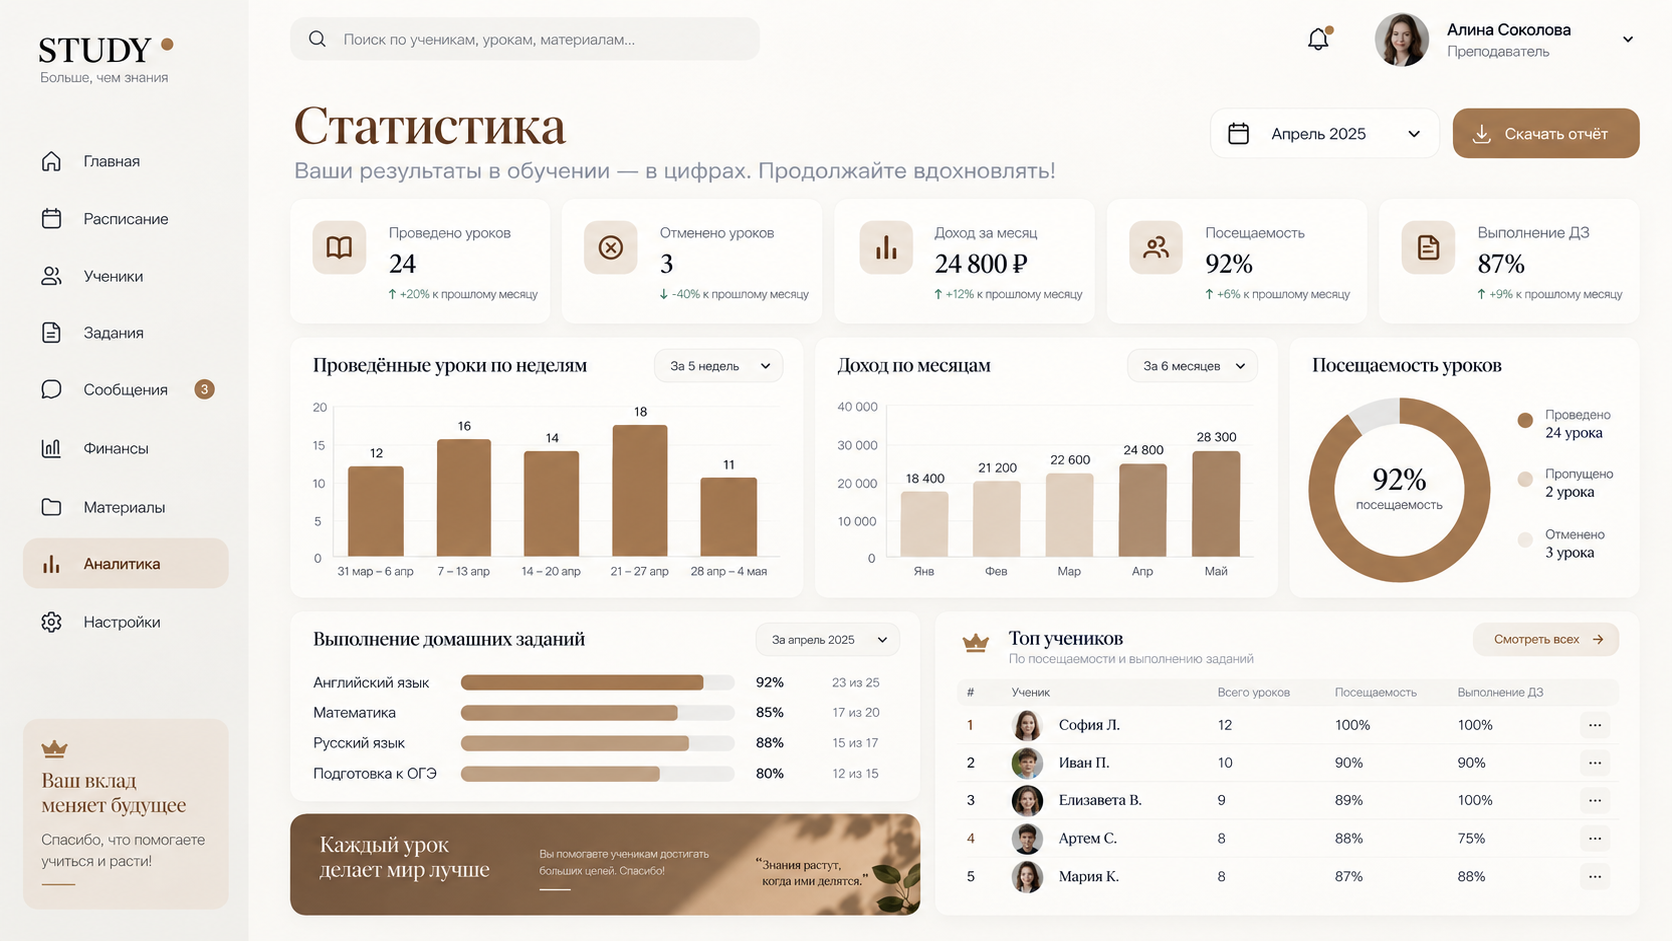 STUDY
Больше, чем знания
Поиск по ученикам, урокам, материалам...
Алина Соколова
Преподаватель
Главная
Расписание
Ученики
Задания
Сообщения 3
Финансы
Материалы
Аналитика
Настройки
Ваш вклад
меняет будущее
Спасибо, что помогаете
учиться и расти!
Статистика
Ваши результаты в обучении — в цифрах. Продолжайте вдохновлять!
Апрель 2025
Скачать отчёт
Проведено уроков
24
↑ +20% к прошлому месяцу
Отменено уроков
3
↓ -40% к прошлому месяцу
Доход за месяц
24 800 ₽
↑ +12% к прошлому месяцу
Посещаемость
92%
↑ +6% к прошлому месяцу
Выполнение ДЗ
87%
↑ +9% к прошлому месяцу
Проведённые уроки по неделям
За 5 недель
20
15
10
5
0
12
16
14
18
11
31 мар – 6 апр
7 – 13 апр
14 – 20 апр
21 – 27 апр
28 апр – 4 мая
Доход по месяцам
За 6 месяцев
40 000
30 000
20 000
10 000
0
18 400
21 200
22 600
24 800
28 300
Янв
Фев
Мар
Апр
Май
Посещаемость уроков
92%
посещаемость
Проведено
24 урока
Пропущено
2 урока
Отменено
3 урока
Выполнение домашних заданий
За апрель 2025
Английский язык 92% 23 из 25
Математика 85% 17 из 20
Русский язык 88% 15 из 17
Подготовка к ОГЭ 80% 12 из 15
Каждый урок
делает мир лучше
Вы помогаете ученикам достигать
больших целей. Спасибо!
“Знания растут,
когда ими делятся.”
Топ учеников
По посещаемости и выполнению заданий
Смотреть всех →
# Ученик Всего уроков Посещаемость Выполнение ДЗ
1 София Л. 12 100% 100% ...
2 Иван П. 10 90% 90% ...
3 Елизавета В. 9 89% 100% ...
4 Артем С. 8 88% 75% ...
5 Мария К. 8 87% 88% ...